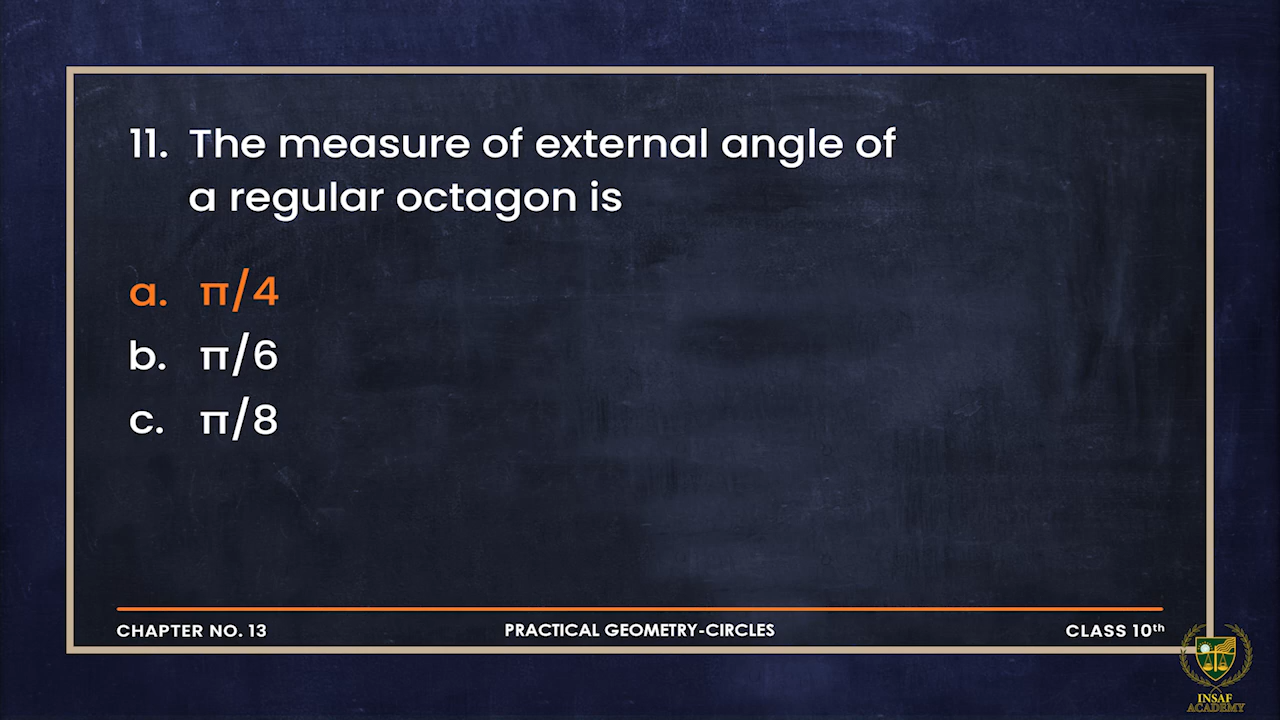 11. The measure of external angle of
a regular octagon is
a. π/4
b. π/6
c. π/8
CHAPTER NO. 13
PRACTICAL GEOMETRY-CIRCLES
CLASS 10th
INSAF
ACADEMY